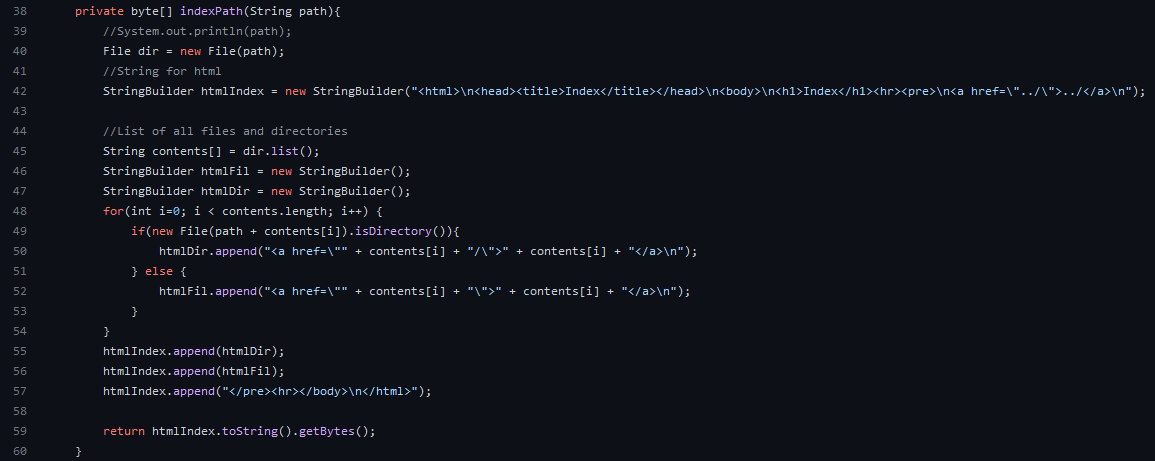 38 private byte[] indexPath(String path){
39 //System.out.println(path);
40 File dir = new File(path);
41 //String for html
42 StringBuilder htmlIndex = new StringBuilder("<html>\n<head><title>Index</title></head>\n<body>\n<h1>Index</h1><hr><pre>\n<a href=\"../\">../</a>\n");
43
44 //List of all files and directories
45 String contents[] = dir.list();
46 StringBuilder htmlFil = new StringBuilder();
47 StringBuilder htmlDir = new StringBuilder();
48 for(int i=0; i < contents.length; i++) {
49 if(new File(path + contents[i]).isDirectory()){
50 htmlDir.append("<a href=\"" + contents[i] + "/\">" + contents[i] + "</a>\n");
51 } else {
52 htmlFil.append("<a href=\"" + contents[i] + "\">" + contents[i] + "</a>\n");
53 }
54 }
55 htmlIndex.append(htmlDir);
56 htmlIndex.append(htmlFil);
57 htmlIndex.append("</pre><hr></body>\n</html>");
58
59 return htmlIndex.toString().getBytes();
60 }